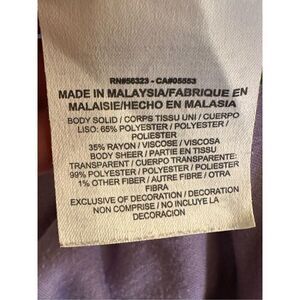 RN#56323 - CA#05553
MADE IN MALAYSIA/FABRIQUE EN
MALAISIE/HECHO EN MALASIA
BODY SOLID / CORPS TISSU UNI / CUERPO
LISO: 65% POLYESTER / POLYESTER /
POLIESTER
35% RAYON / VISCOSE / VISCOSA
BODY SHEER / PARTIE EN TISSU
TRANSPARENT / CUERPO TRANSPARENTE:
99% POLYESTER / POLYESTER / POLIESTER
1% OTHER FIBER / AUTRE FIBRE / OTRA
FIBRA
EXCLUSIVE OF DECORATION / DECORATION
NON COMPRISE / NO INCLUYE LA
DECORACION